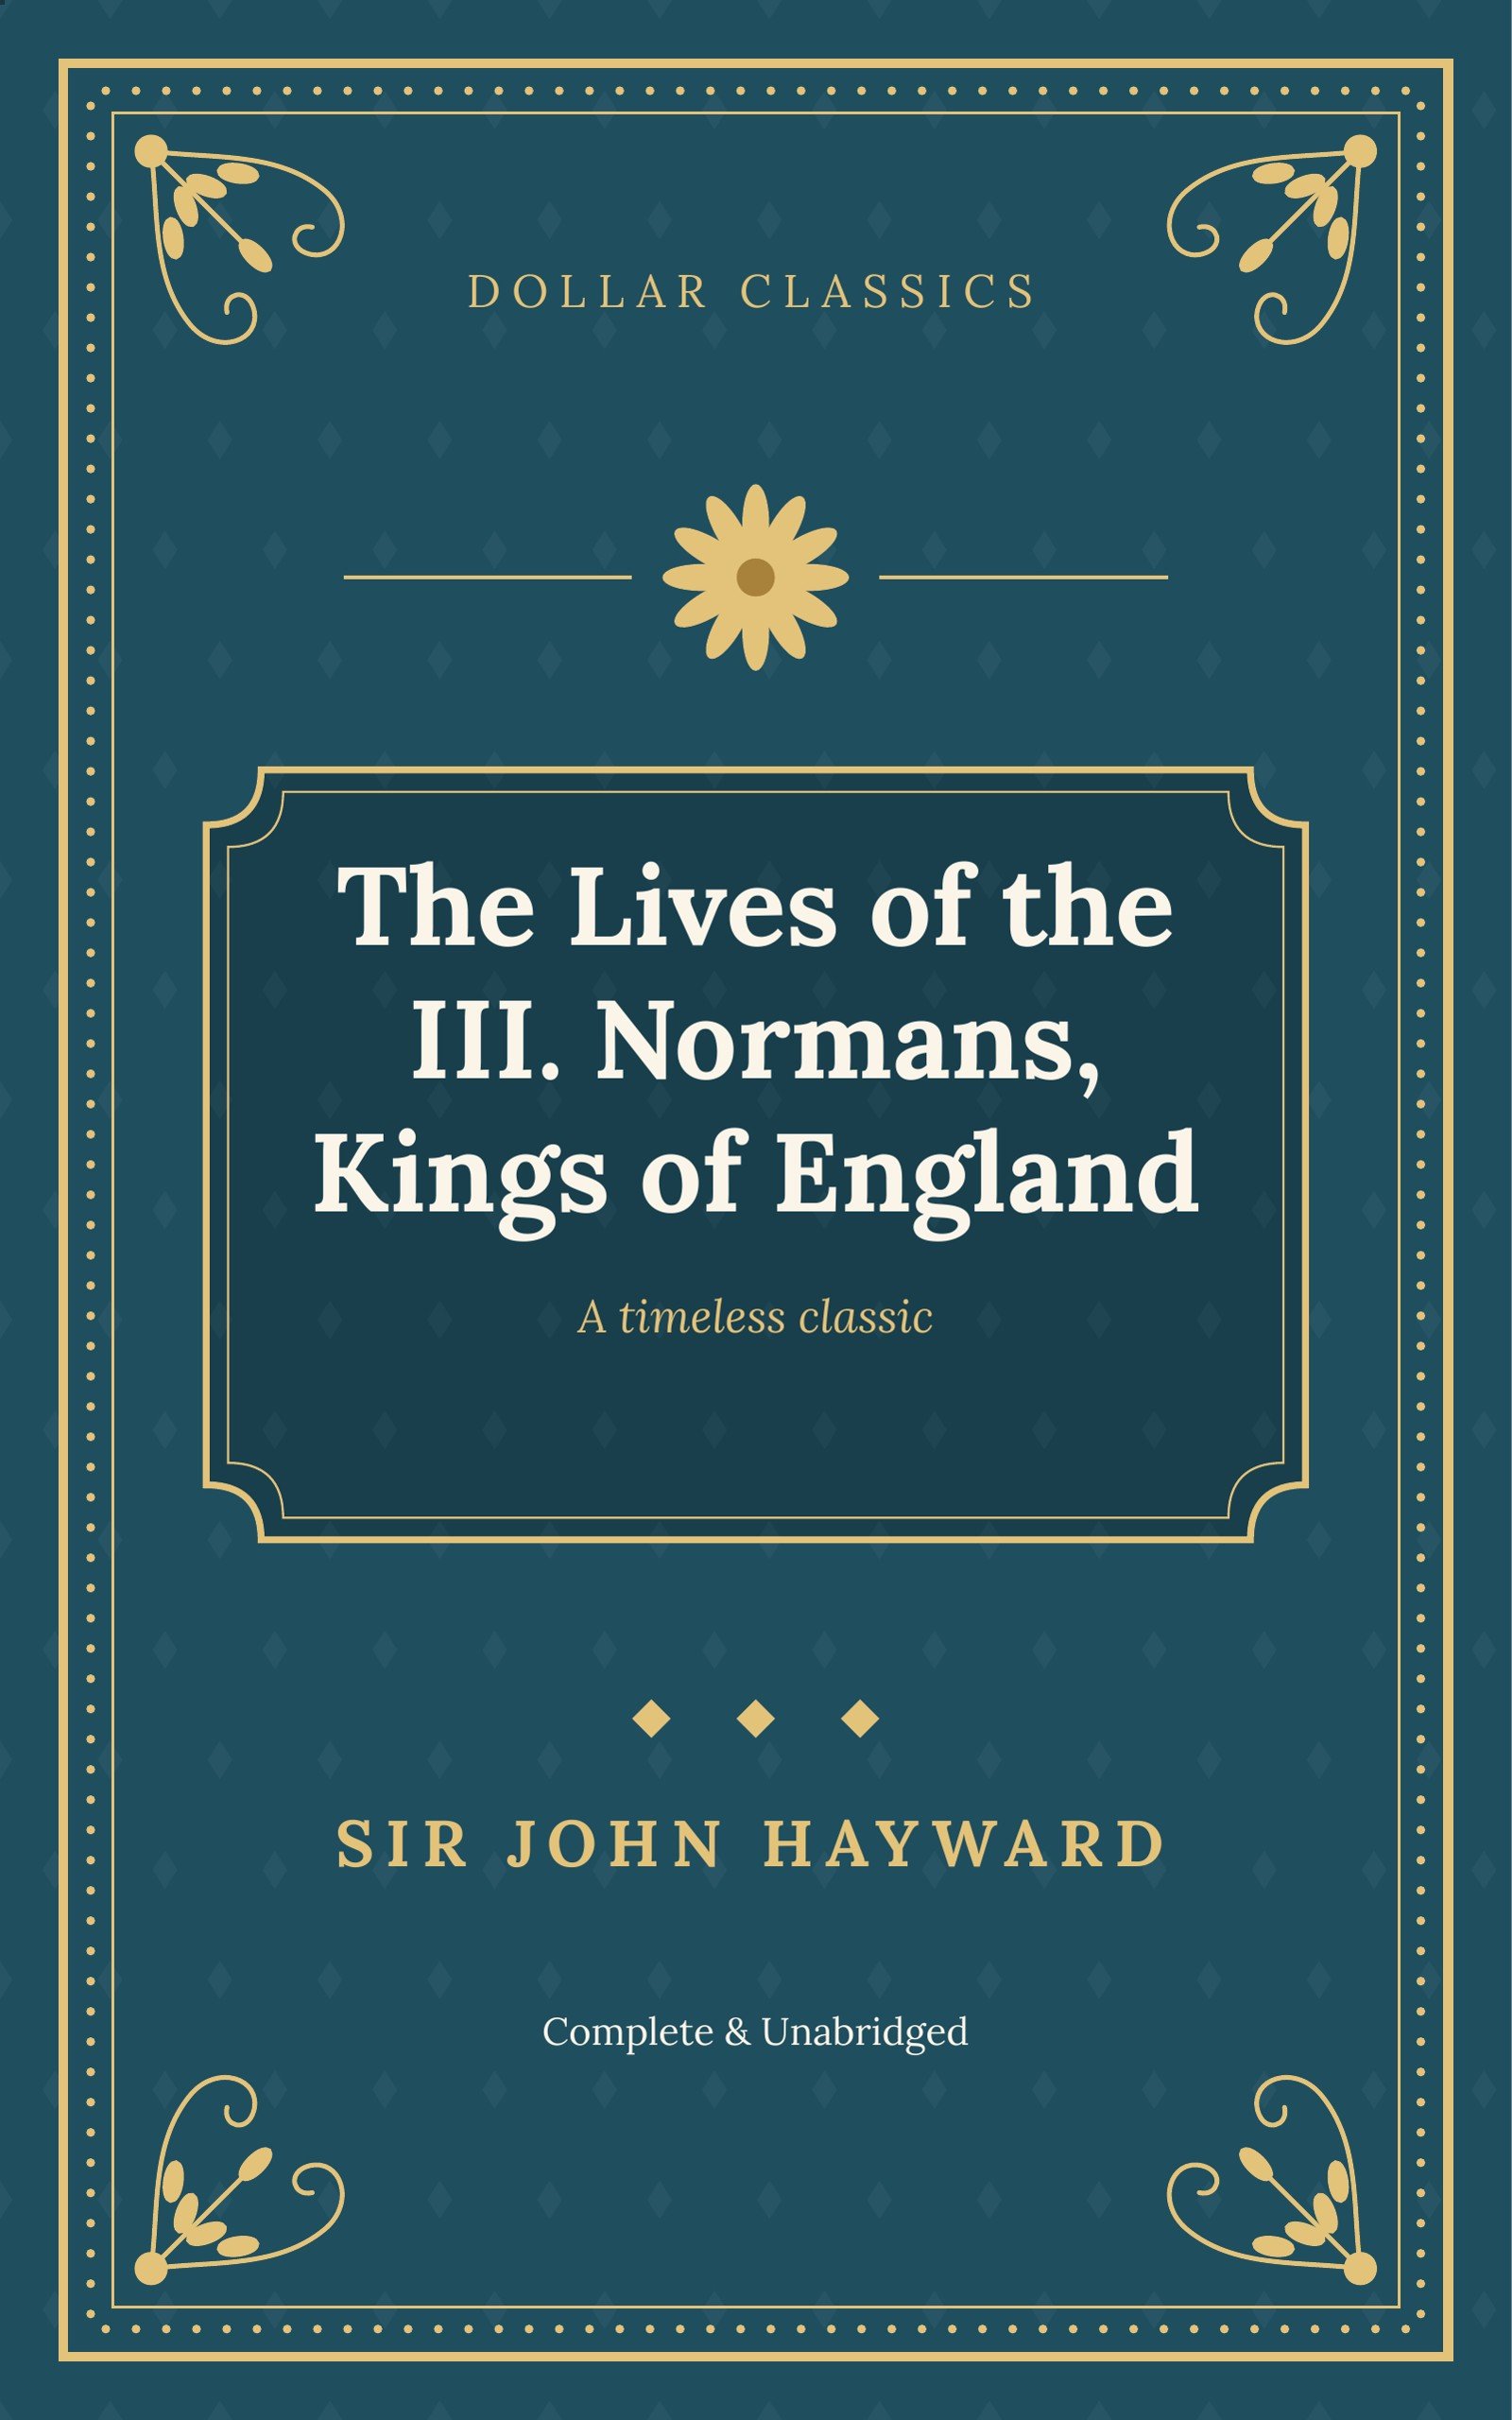 DOLLAR CLASSICS
The Lives of the
III. Normans,
Kings of England
A timeless classic
SIR JOHN HAYWARD
Complete & Unabridged